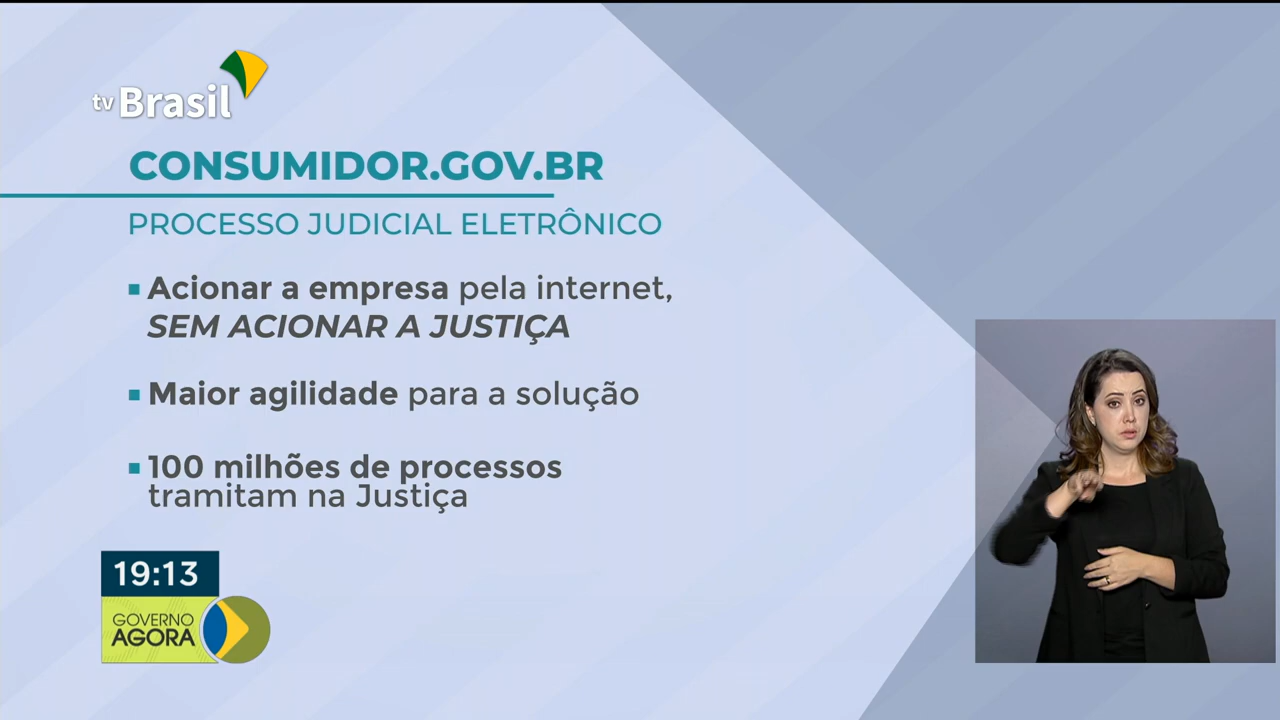 tv Brasil
CONSUMIDOR.GOV.BR
PROCESSO JUDICIAL ELETRÔNICO
Acionar a empresa pela internet,
SEM ACIONAR A JUSTIÇA
Maior agilidade para a solução
100 milhões de processos
tramitam na Justiça
19:13
GOVERNO
AGORA